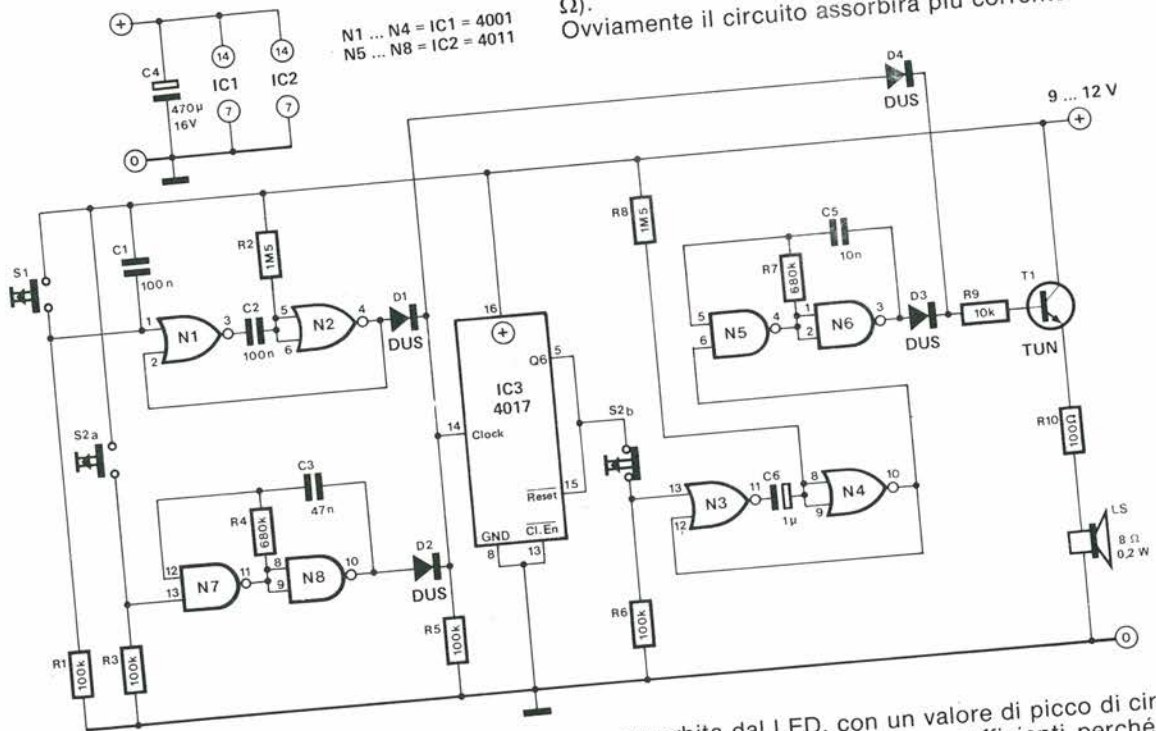 Ω).
Ovviamente il circuito assorbirà più
N1 ... N4 = IC1 = 4001
N5 ... N8 = IC2 = 4011
+
14
14
C4
470µ
16V
IC1
IC2
7
7
0
D4
DUS
9 ... 12 V
+
S1
C1
100n
R2
1M5
R8
1M5
C5
10n
R7
680k
T1
TUN
1
2
N1
3
C2
100n
5
6
N2
4
D1
DUS
16
+
5
6
N5
4
1
2
N6
3
D3
DUS
R9
10k
Q6
5
IC3
4017
14
Clock
S2a
S2b
R10
100Ω
C3
47n
R4
680k
Reset
15
GND
Cl.En
8
13
13
12
N3
11
C6
1µ
8
9
N4
10
LS
8 Ω
0,2 W
12
13
N7
11
8
9
N8
10
D2
DUS
R1
100k
R3
100k
R5
100k
R6
100k
0
dal LED, con un valore di picco di
perché